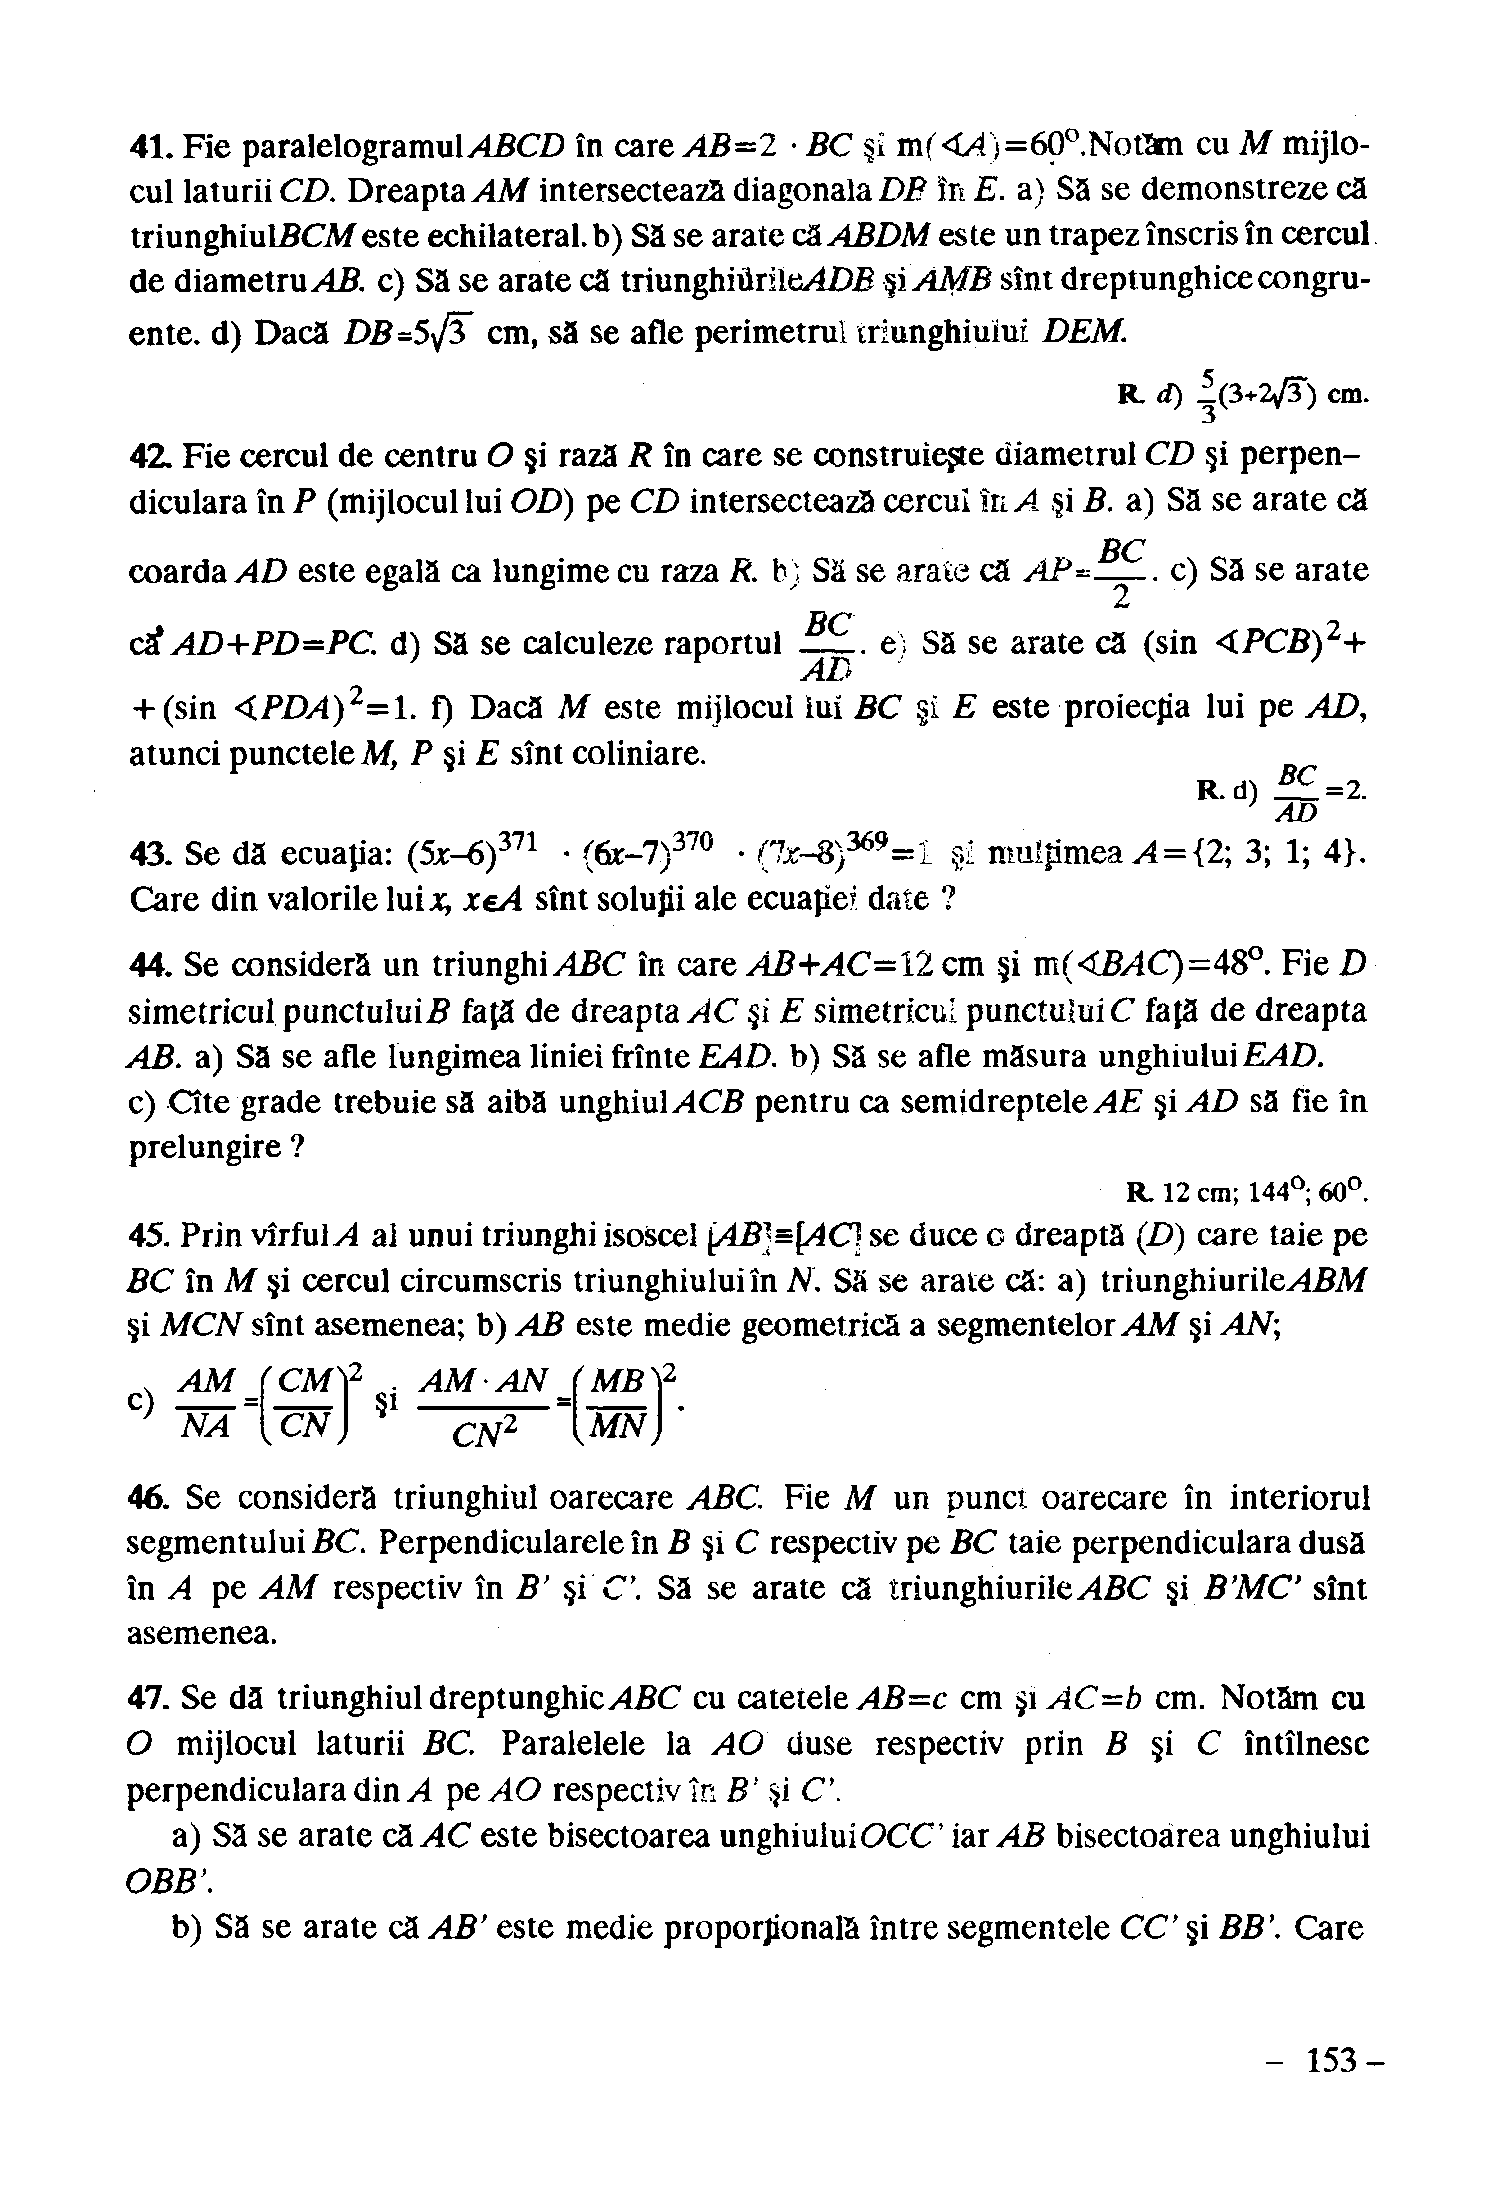 41. Fie paralelogramul ABCD în care AB=2 · BC şi m(∢A)=60°. Notăm cu M mijlo-
cul laturii CD. Dreapta AM intersectează diagonala DB în E. a) Să se demonstreze că
triunghiul BCM este echilateral. b) Să se arate că ABDM este un trapez înscris în cercul
de diametru AB. c) Să se arate că triunghiurile ADB şi AMB sînt dreptunghice congru-
ente. d) Dacă DB=5√3 cm, să se afle perimetrul triunghiului DEM.
R. d) 5/3(3+2√3) cm.
42. Fie cercul de centru O şi rază R în care se construieşte diametrul CD şi perpen-
diculara în P (mijlocul lui OD) pe CD intersectează cercul în A şi B. a) Să se arate că
coarda AD este egală ca lungime cu raza R. b) Să se arate că AP=BC/2. c) Să se arate
că AD+PD=PC. d) Să se calculeze raportul BC/AD. e) Să se arate că (sin ∢PCB)²+
+(sin ∢PDA)²=1. f) Dacă M este mijlocul lui BC şi E este proiecţia lui pe AD,
atunci punctele M, P şi E sînt coliniare.
R. d) BC/AD=2.
43. Se dă ecuaţia: (5x–6)³⁷¹ · (6x–7)³⁷⁰ · (7x–8)³⁶⁹=1 şi mulţimea A={2; 3; 1; 4}.
Care din valorile lui x, x∈A sînt soluţii ale ecuaţiei date ?
44. Se consideră un triunghi ABC în care AB+AC=12 cm şi m(∢BAC)=48°. Fie D
simetricul punctului B faţă de dreapta AC şi E simetricul punctului C faţă de dreapta
AB. a) Să se afle lungimea liniei frînte EAD. b) Să se afle măsura unghiului EAD.
c) Cîte grade trebuie să aibă unghiul ACB pentru ca semidreptele AE şi AD să fie în
prelungire ?
R. 12 cm; 144°; 60°.
45. Prin vîrful A al unui triunghi isoscel [AB]≡[AC] se duce o dreaptă (D) care taie pe
BC în M şi cercul circumscris triunghiului în N. Să se arate că: a) triunghiurile ABM
şi MCN sînt asemenea; b) AB este medie geometrică a segmentelor AM şi AN;
c) AM/NA=(CM/CN)² şi AM·AN/CN²=(MB/MN)².
46. Se consideră triunghiul oarecare ABC. Fie M un punct oarecare în interiorul
segmentului BC. Perpendicularele în B şi C respectiv pe BC taie perpendiculara dusă
în A pe AM respectiv în B' şi C'. Să se arate că triunghiurile ABC şi B'MC' sînt
asemenea.
47. Se dă triunghiul dreptunghic ABC cu catetele AB=c cm şi AC=b cm. Notăm cu
O mijlocul laturii BC. Paralelele la AO duse respectiv prin B şi C întîlnesc
perpendiculara din A pe AO respectiv în B' şi C'.
a) Să se arate că AC este bisectoarea unghiului OCC' iar AB bisectoarea unghiului
OBB'.
b) Să se arate că AB' este medie proporţională între segmentele CC' şi BB'. Care
– 153 –